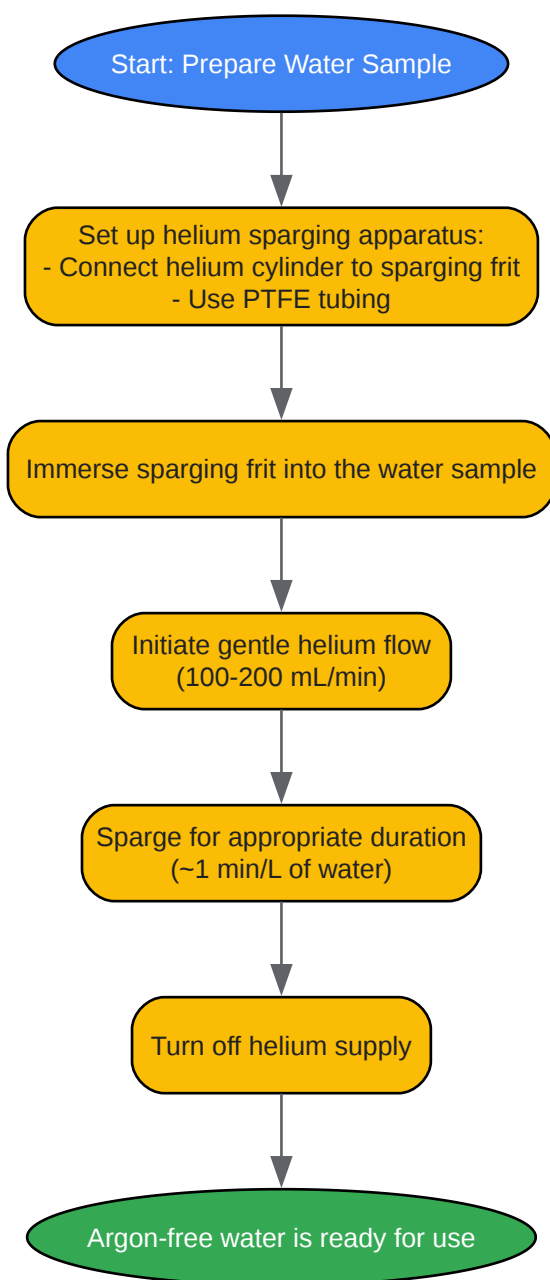 Start: Prepare Water Sample
Set up helium sparging apparatus:
- Connect helium cylinder to sparging frit
- Use PTFE tubing
Immerse sparging frit into the water sample
Initiate gentle helium flow
(100-200 mL/min)
Sparge for appropriate duration
(~1 min/L of water)
Turn off helium supply
Argon-free water is ready for use